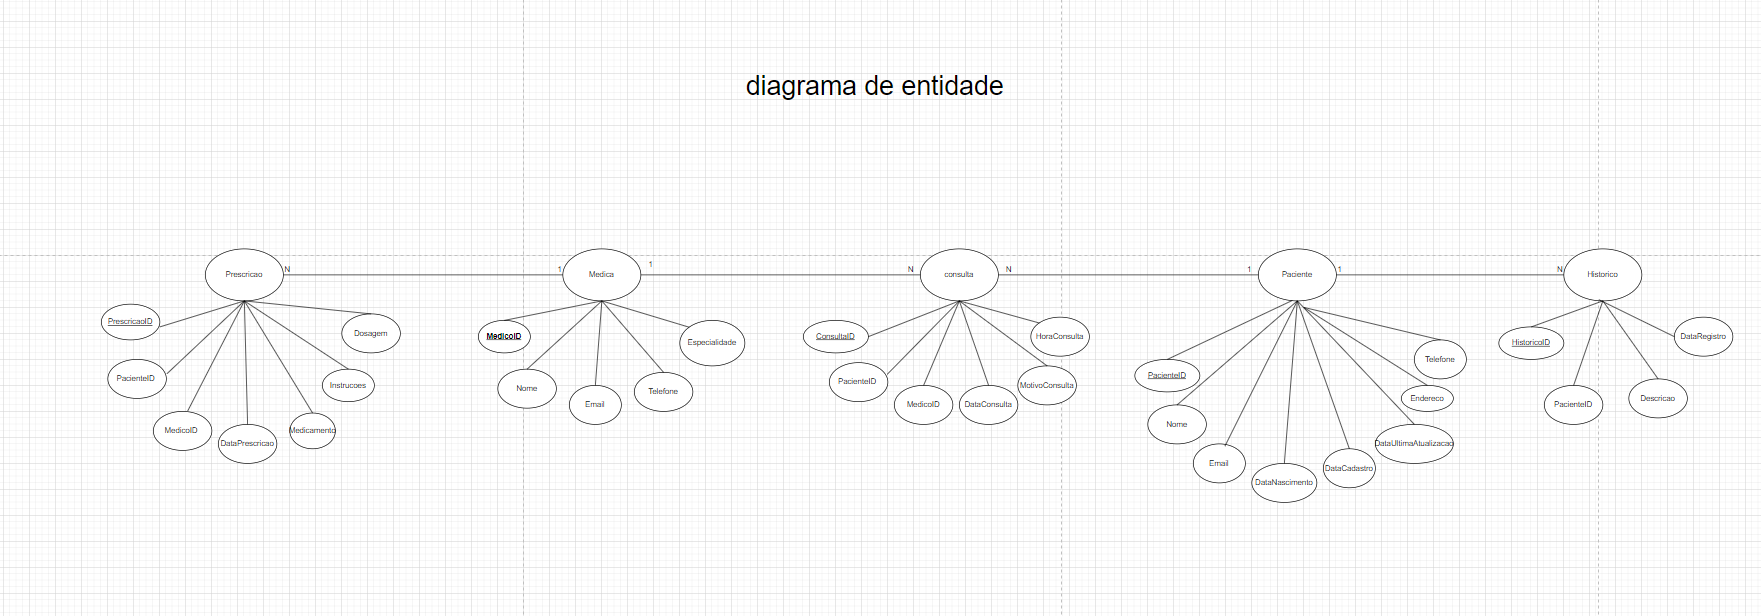 diagrama de entidade
Prescricao
N
1
Medica
1
N
consulta
N
1
Paciente
1
N
Historico
PrescricaoID
PacienteID
MedicoID
DataPrescricao
Medicamento
Instrucoes
Dosagem
MedicoID
Nome
Email
Telefone
Especialidade
ConsultaID
PacienteID
MedicoID
DataConsulta
MotivoConsulta
HoraConsulta
PacienteID
Nome
Email
DataNascimento
DataCadastro
DataUltimaAtualizacao
Endereco
Telefone
HistoricoID
PacienteID
Descricao
DataRegistro